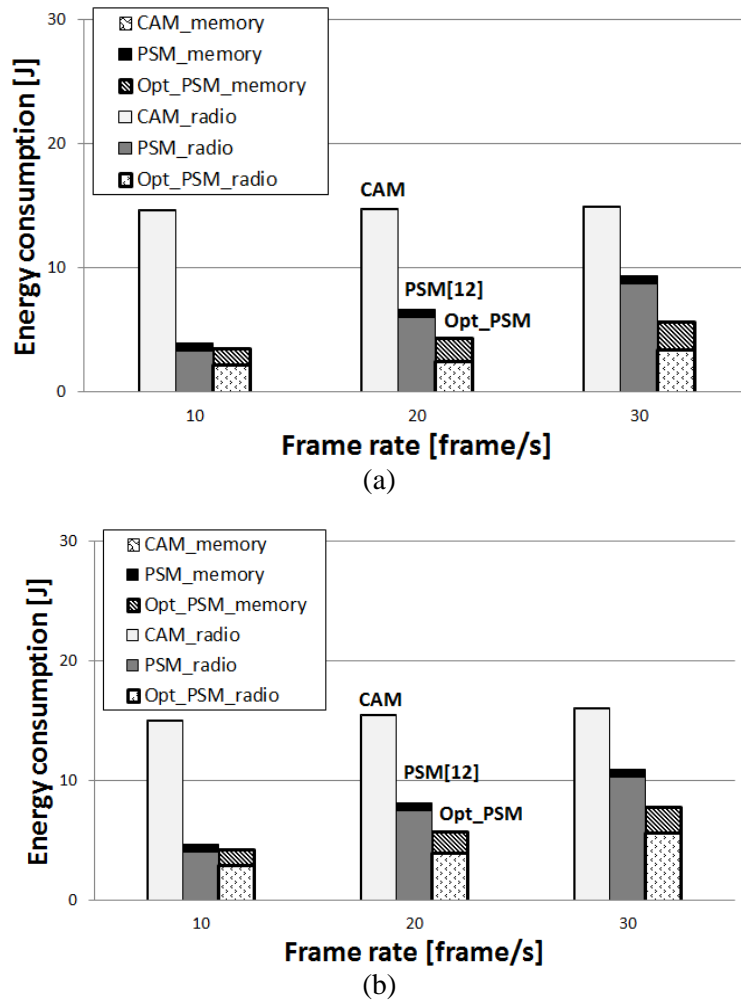 Energy consumption [J]
30
20
10
0
CAM_memory
PSM_memory
Opt_PSM_memory
CAM_radio
PSM_radio
Opt_PSM_radio
CAM
PSM[12]
Opt_PSM
10
20
30
Frame rate [frame/s]
(a)
Energy consumption [J]
30
20
10
0
CAM_memory
PSM_memory
Opt_PSM_memory
CAM_radio
PSM_radio
Opt_PSM_radio
CAM
PSM[12]
Opt_PSM
10
20
30
Frame rate [frame/s]
(b)